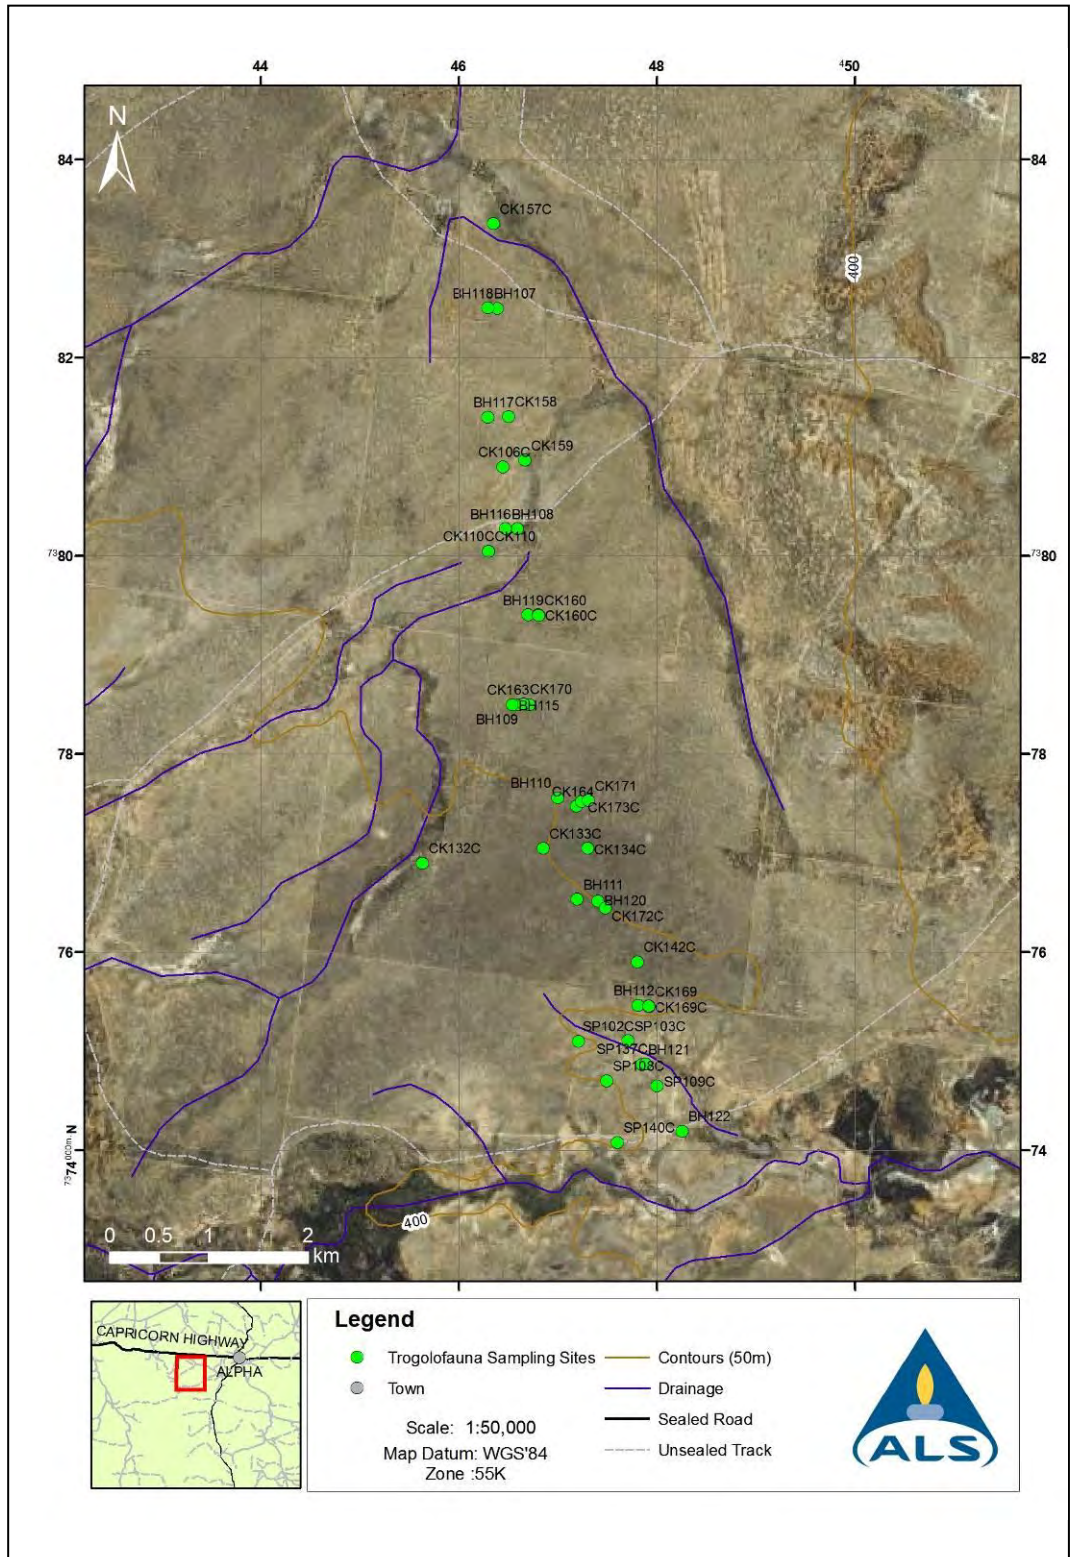 44 46 48 450
N
84 84
CK157C
400
BH118BH107
82 82
BH117CK158
CK159
CK106C
BH116BH108
CK110CCK110
7380 7380
BH119CK160
CK160C
CK163CK170
BH115
BH109
78 78
BH110 CK171
CK164
CK173C
CK133C
CK132C CK134C
BH111
BH120
CK172C
CK142C
76 76
BH112CK169
CK169C
SP102CSP103C
SP137CBH121
SP108C
SP109C
BH122
SP140C
7374000m. N 74
400
0 0.5 1 2
km
CAPRICORN HIGHWAY
ALPHA
Legend
Trogolofauna Sampling Sites
Town
Contours (50m)
Drainage
Sealed Road
Unsealed Track
Scale: 1:50,000
Map Datum: WGS'84
Zone :55K
ALS